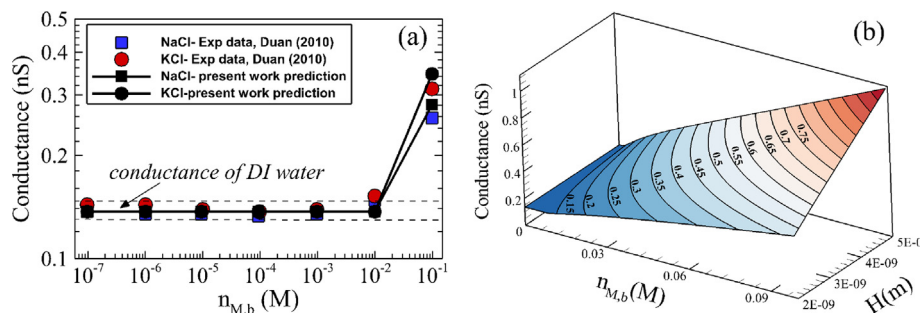 (a)
NaCl- Exp data, Duan (2010)
KCl- Exp data, Duan (2010)
NaCl- present work prediction
KCl-present work prediction
conductance of DI water
Conductance (nS)
0.5
0.4
0.3
0.2
0.1
10⁻⁷ 10⁻⁶ 10⁻⁵ 10⁻⁴ 10⁻³ 10⁻² 10⁻¹
n_M,b (M)
(b)
Conductance (nS)
1
0.8
0.6
0.4
0.2
0.15 0.2 0.25 0.3 0.35 0.4 0.45 0.5 0.55 0.6 0.65 0.7 0.75
0 0.03 0.06 0.09
n_M,b(M)
2E-09 3E-09 4E-09 5E-0
H(m)